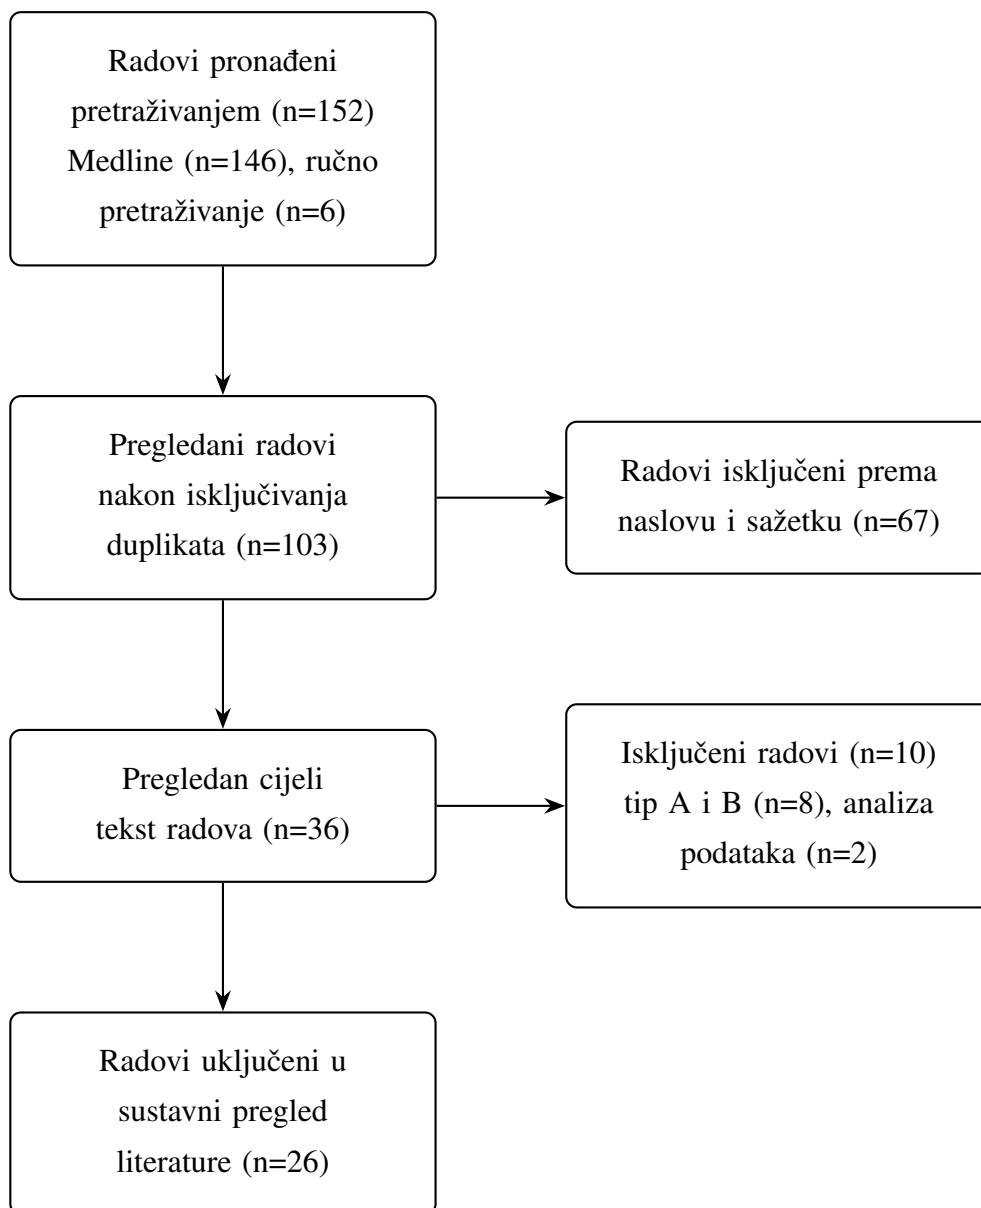 Radovi pronađeni
pretraživanjem (n=152)
Medline (n=146), ručno
pretraživanje (n=6)
Pregledani radovi
nakon isključivanja
duplikata (n=103)
Radovi isključeni prema
naslovu i sažetku (n=67)
Pregledan cijeli
tekst radova (n=36)
Isključeni radovi (n=10)
tip A i B (n=8), analiza
podataka (n=2)
Radovi uključeni u
sustavni pregled
literature (n=26)